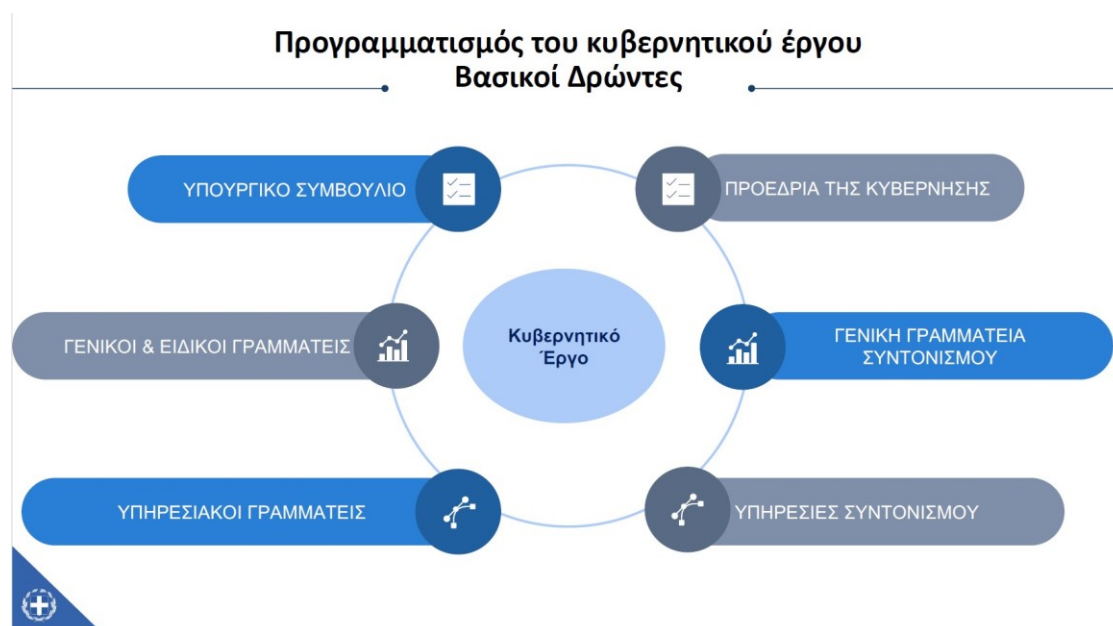 Προγραμματισμός του κυβερνητικού έργου
Βασικοί Δρώντες
ΥΠΟΥΡΓΙΚΟ ΣΥΜΒΟΥΛΙΟ
ΠΡΟΕΔΡΙΑ ΤΗΣ ΚΥΒΕΡΝΗΣΗΣ
ΓΕΝΙΚΟΙ & ΕΙΔΙΚΟΙ ΓΡΑΜΜΑΤΕΙΣ
Κυβερνητικό
Έργο
ΓΕΝΙΚΗ ΓΡΑΜΜΑΤΕΙΑ
ΣΥΝΤΟΝΙΣΜΟΥ
ΥΠΗΡΕΣΙΑΚΟΙ ΓΡΑΜΜΑΤΕΙΣ
ΥΠΗΡΕΣΙΕΣ ΣΥΝΤΟΝΙΣΜΟΥ